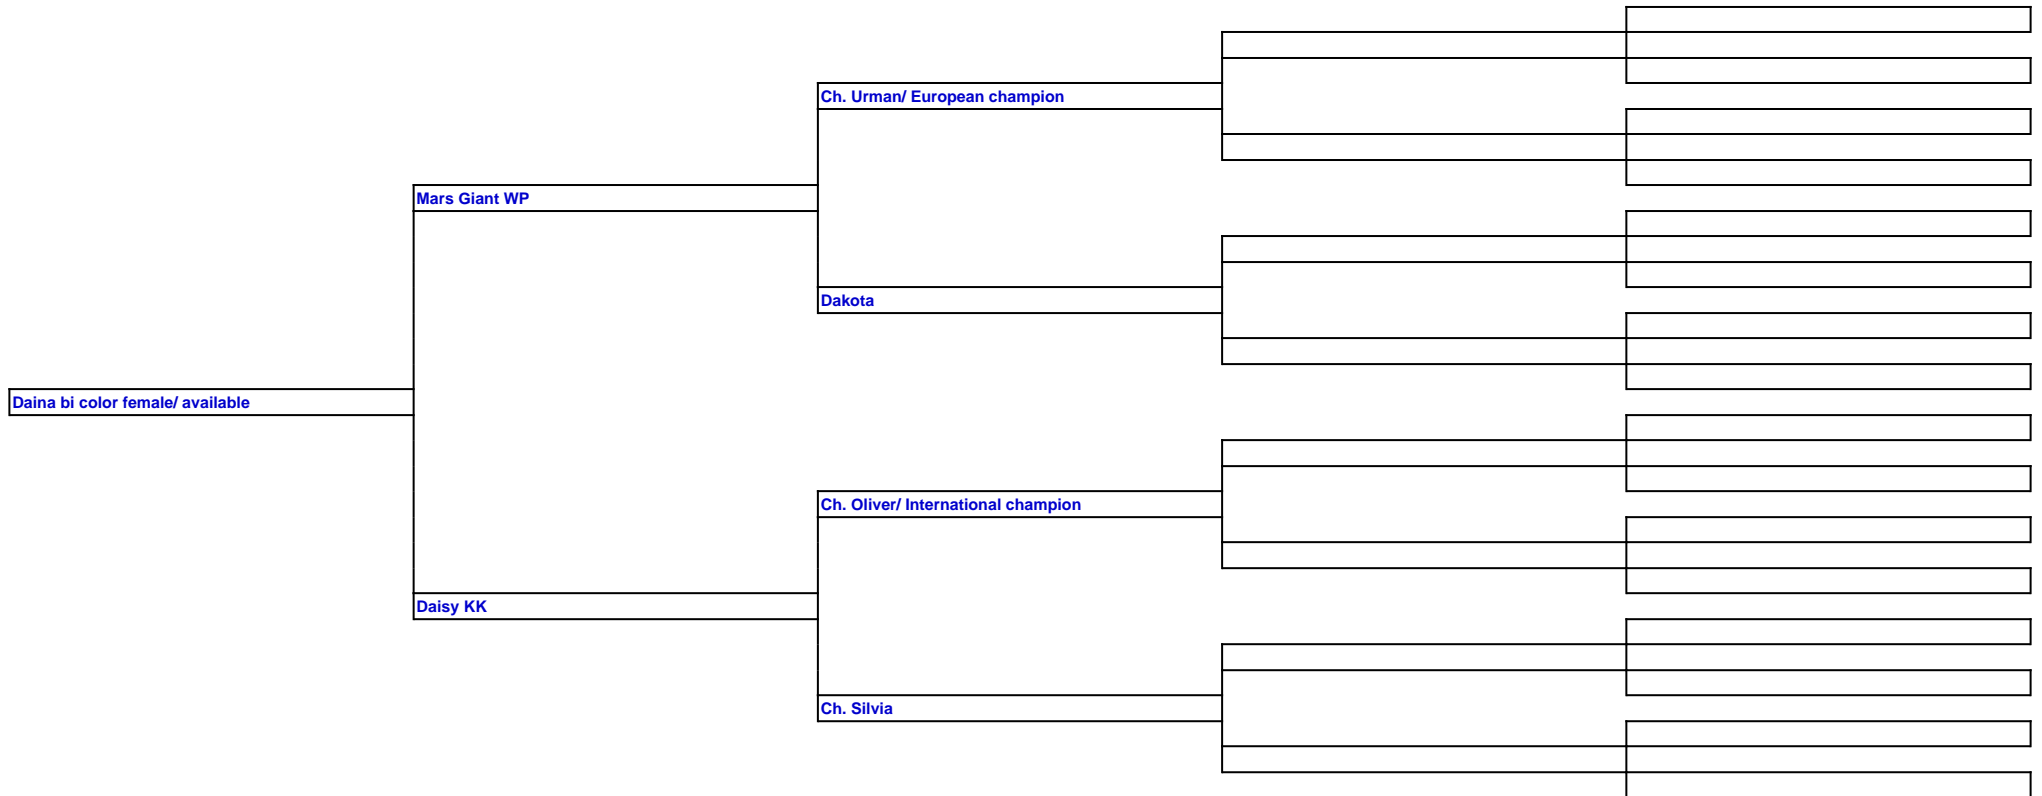 Ch. Urman/ European champion
Mars Giant WP
Dakota
Daina bi color female/ available
Ch. Oliver/ International champion
Daisy KK
Ch. Silvia